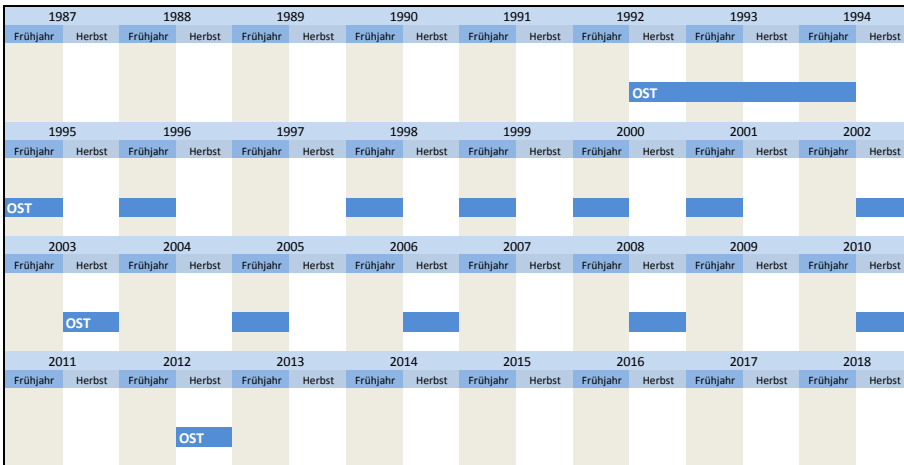 1987 1988 1989 1990 1991 1992 1993 1994
Frühjahr Herbst Frühjahr Herbst Frühjahr Herbst Frühjahr Herbst Frühjahr Herbst Frühjahr Herbst Frühjahr Herbst Frühjahr Herbst
OST
1995 1996 1997 1998 1999 2000 2001 2002
Frühjahr Herbst Frühjahr Herbst Frühjahr Herbst Frühjahr Herbst Frühjahr Herbst Frühjahr Herbst Frühjahr Herbst Frühjahr Herbst
OST
2003 2004 2005 2006 2007 2008 2009 2010
Frühjahr Herbst Frühjahr Herbst Frühjahr Herbst Frühjahr Herbst Frühjahr Herbst Frühjahr Herbst Frühjahr Herbst Frühjahr Herbst
OST
2011 2012 2013 2014 2015 2016 2017 2018
Frühjahr Herbst Frühjahr Herbst Frühjahr Herbst Frühjahr Herbst Frühjahr Herbst Frühjahr Herbst Frühjahr Herbst Frühjahr Herbst
OST